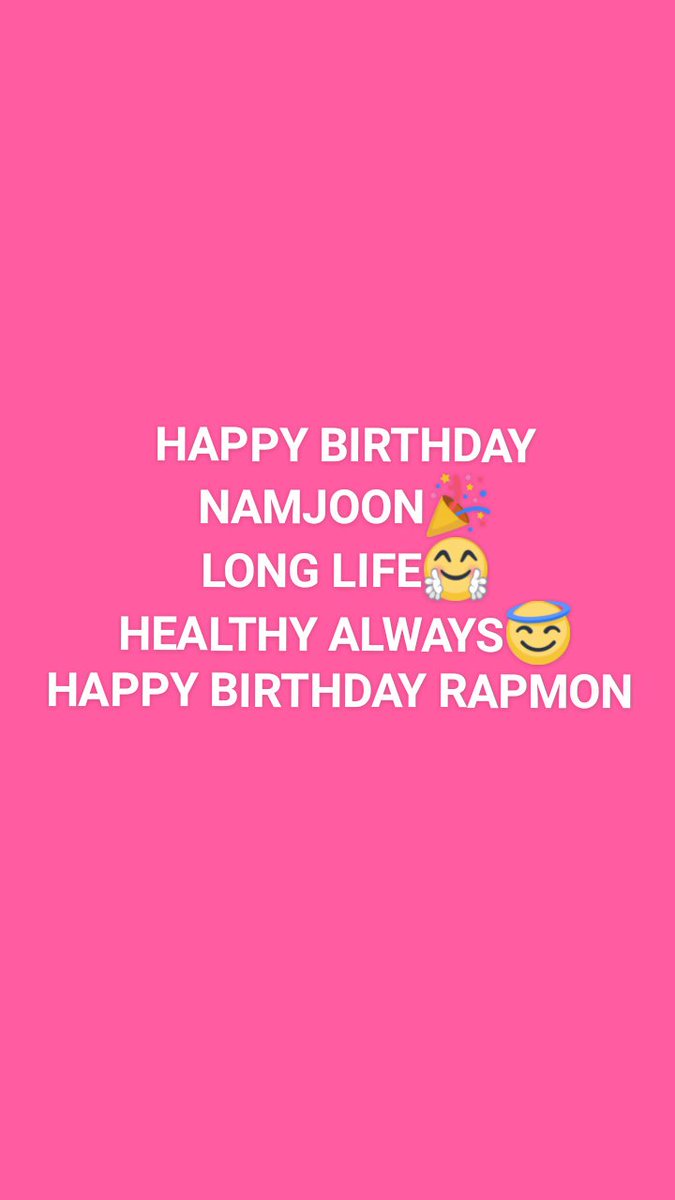 HAPPY BIRTHDAY
NAMJOON🎉
LONG LIFE🤗
HEALTHY ALWAYS😇
HAPPY BIRTHDAY RAPMON